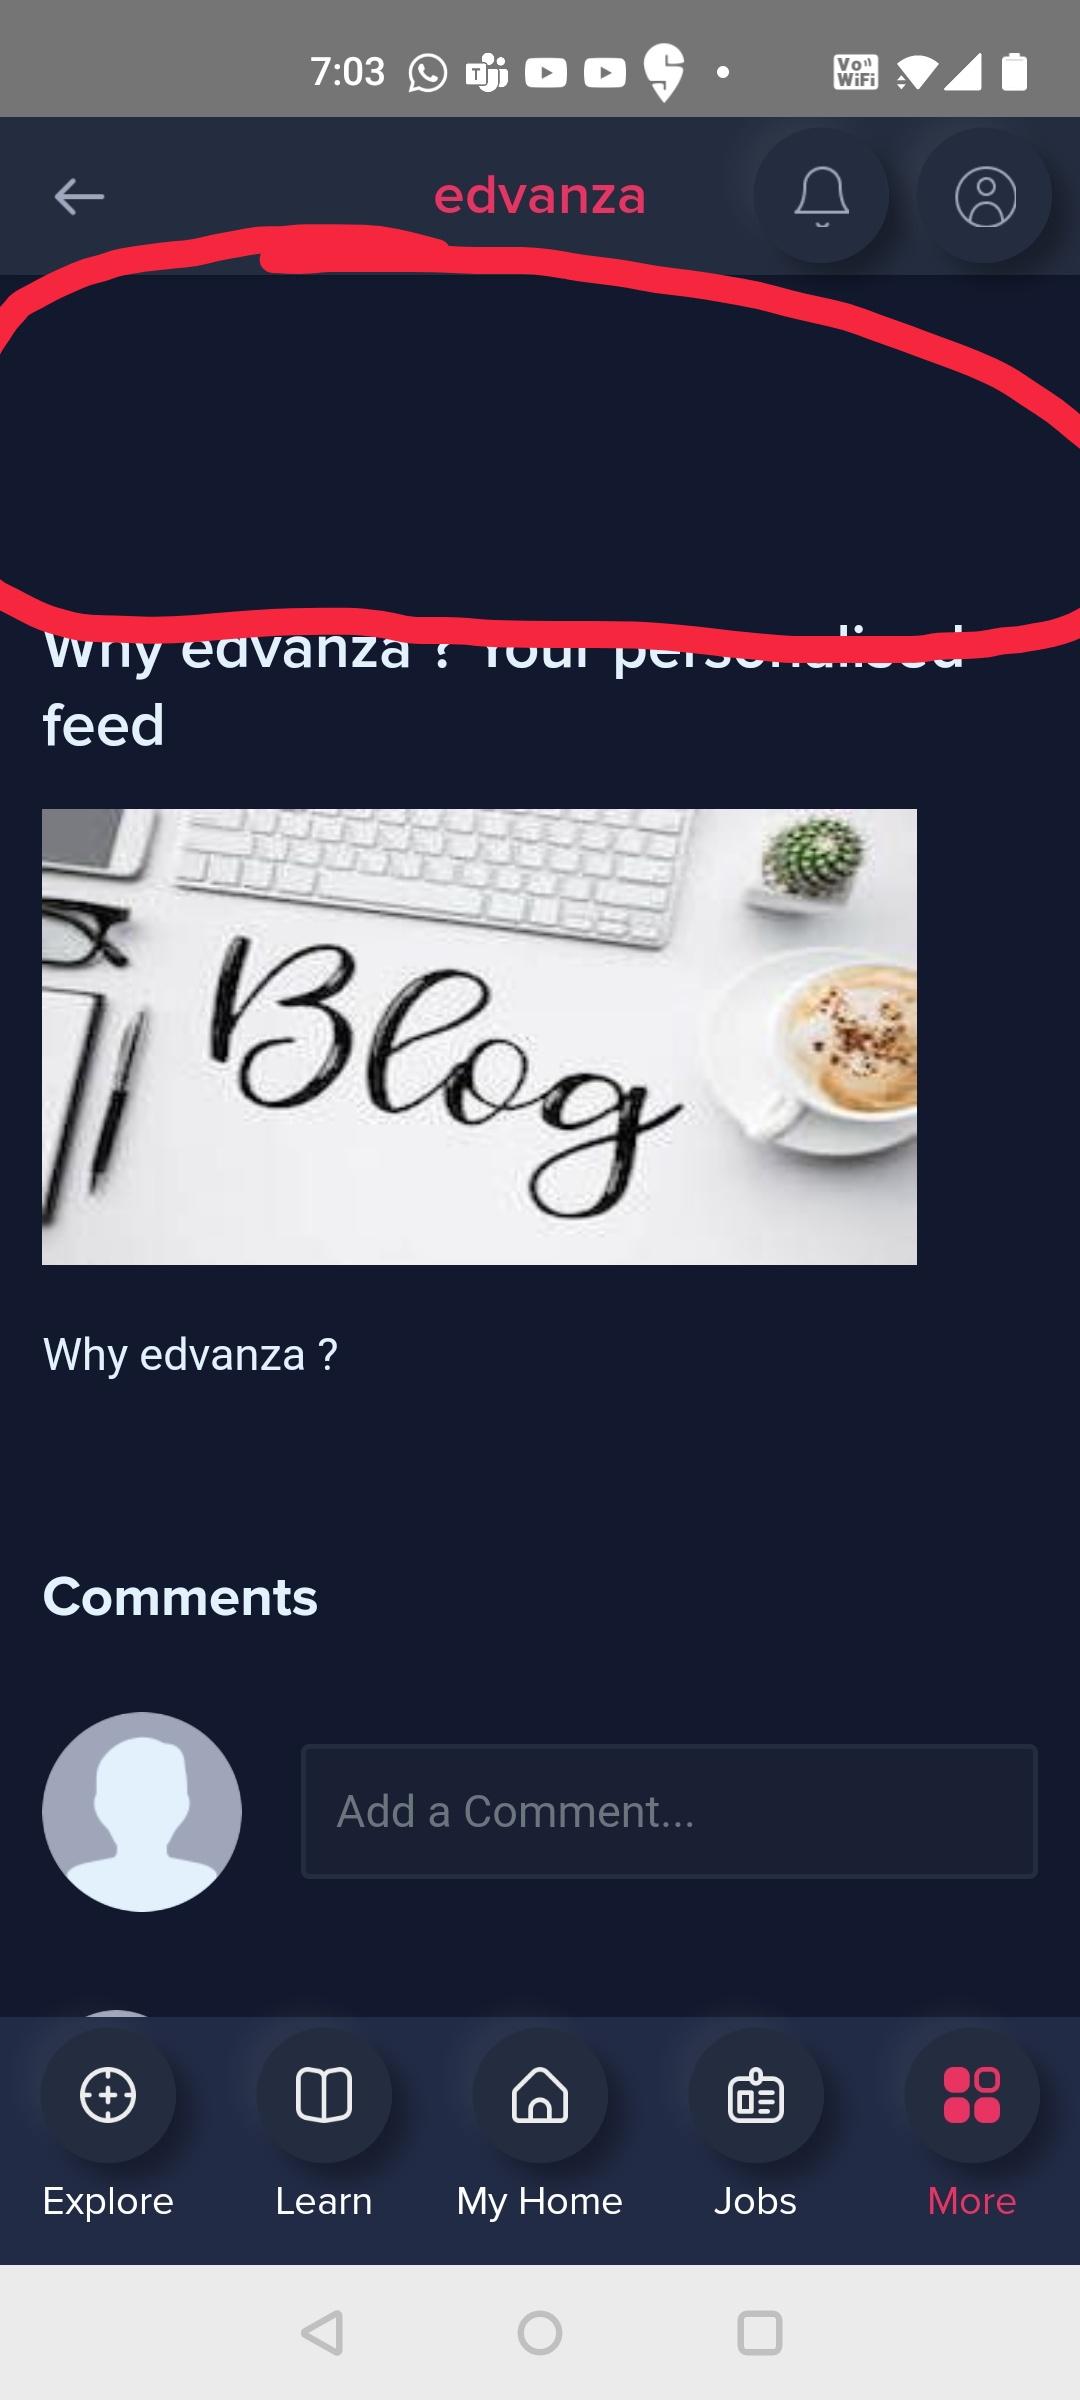 7:03
Vo WiFi
edvanza
Why edvanza ? Your personalised
feed
Blog
Why edvanza ?
Comments
Add a Comment...
Explore Learn My Home Jobs More